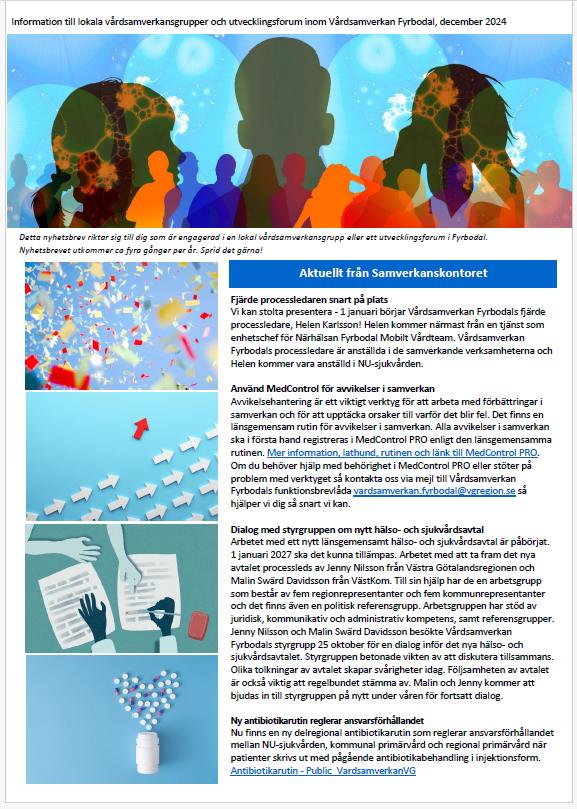 Information till lokala vårdsamverkansgrupper och utvecklingsforum inom Vårdsamverkan Fyrbodal, december 2024
Detta nyhetsbrev riktar sig till dig som är engagerad i en lokal vårdsamverkansgrupp eller ett utvecklingsforum i Fyrbodal.
Nyhetsbrevet utkommer ca fyra gånger per år. Sprid det gärna!
Aktuellt från Samverkanskontoret
Fjärde processledaren snart på plats
Vi kan stolta presentera - 1 januari börjar Vårdsamverkan Fyrbodals fjärde
processledare, Helen Karlsson! Helen kommer närmast från en tjänst som
enhetschef för Närhälsan Fyrbodal Mobilt Vårdteam. Vårdsamverkan
Fyrbodals processledare är anställda i de samverkande verksamheterna och
Helen kommer vara anställd i NU-sjukvården.
Använd MedControl för avvikelser i samverkan
Avvikelsehantering är ett viktigt verktyg för att arbeta med förbättringar i
samverkan och för att upptäcka orsaker till varför det blir fel. Det finns en
länsgemensam rutin för avvikelser i samverkan. Alla avvikelser i samverkan
ska i första hand registreras i MedControl PRO enligt den länsgemensamma
rutinen. Mer information, lathund, rutinen och länk till MedControl PRO.
Om du behöver hjälp med behörighet i MedControl PRO eller stöter på
problem med verktyget så kontakta oss via mejl till Vårdsamverkan
Fyrbodals funktionsbrevlåda vardsamverkan.fyrbodal@vgregion.se så
hjälper vi dig så snart vi kan.
Dialog med styrgruppen om nytt hälso- och sjukvårdsavtal
Arbetet med ett nytt länsgemensamt hälso- och sjukvårdsavtal är påbörjat.
1 januari 2027 ska det kunna tillämpas. Arbetet med att ta fram det nya
avtalet processleds av Jenny Nilsson från Västra Götalandsregionen och
Malin Swärd Davidsson från VästKom. Till sin hjälp har de en arbetsgrupp
som består av fem regionrepresentanter och fem kommunrepresentanter
och det finns även en politisk referensgrupp. Arbetsgruppen har stöd av
juridisk, kommunikativ och administrativ kompetens, samt referensgrupper.
Jenny Nilsson och Malin Swärd Davidsson besökte Vårdsamverkan
Fyrbodals styrgrupp 25 oktober för en dialog inför det nya hälso- och
sjukvårdsavtalet. Styrgruppen betonade vikten av att diskutera tillsammans.
Olika tolkningar av avtalet skapar svårigheter idag. Följsamheten av avtalet
är också viktig att regelbundet stämma av. Malin och Jenny kommer att
bjudas in till styrgruppen på nytt under våren för fortsatt dialog.
Ny antibiotikarutin reglerar ansvarsförhållandet
Nu finns en ny delregional antibiotikarutin som reglerar ansvarsförhållandet
mellan NU-sjukvården, kommunal primärvård och regional primärvård när
patienter skrivs ut med pågående antibiotikabehandling i injektionsform.
Antibiotikarutin - Public_VardsamverkanVG